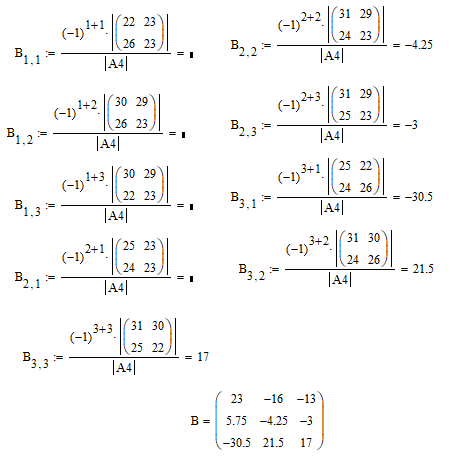 B1,1 := (-1)^1+1 · |(22 23; 26 23)| / |A4| = ▪
B1,2 := (-1)^1+2 · |(30 29; 26 23)| / |A4| = ▪
B1,3 := (-1)^1+3 · |(30 29; 22 23)| / |A4| = ▪
B2,1 := (-1)^2+1 · |(25 23; 24 23)| / |A4| = ▪
B2,2 := (-1)^2+2 · |(31 29; 24 23)| / |A4| = -4.25
B2,3 := (-1)^2+3 · |(31 29; 25 23)| / |A4| = -3
B3,1 := (-1)^3+1 · |(25 22; 24 26)| / |A4| = -30.5
B3,2 := (-1)^3+2 · |(31 30; 24 26)| / |A4| = 21.5
B3,3 := (-1)^3+3 · |(31 30; 25 22)| / |A4| = 17
B = (23 -16 -13; 5.75 -4.25 -3; -30.5 21.5 17)